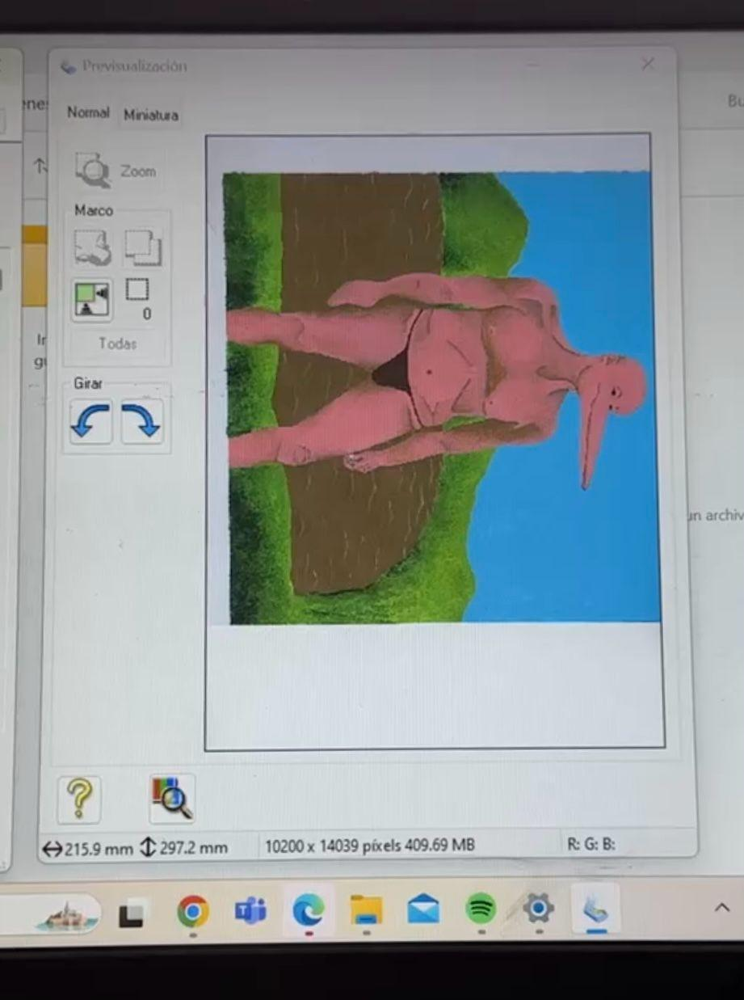 Previsualización
Normal Miniatura
Zoom
Marco
0
Todas
Girar
Bu
un archiv
215.9 mm 297.2 mm 10200 x 14039 píxels 409.69 MB R: G: B: